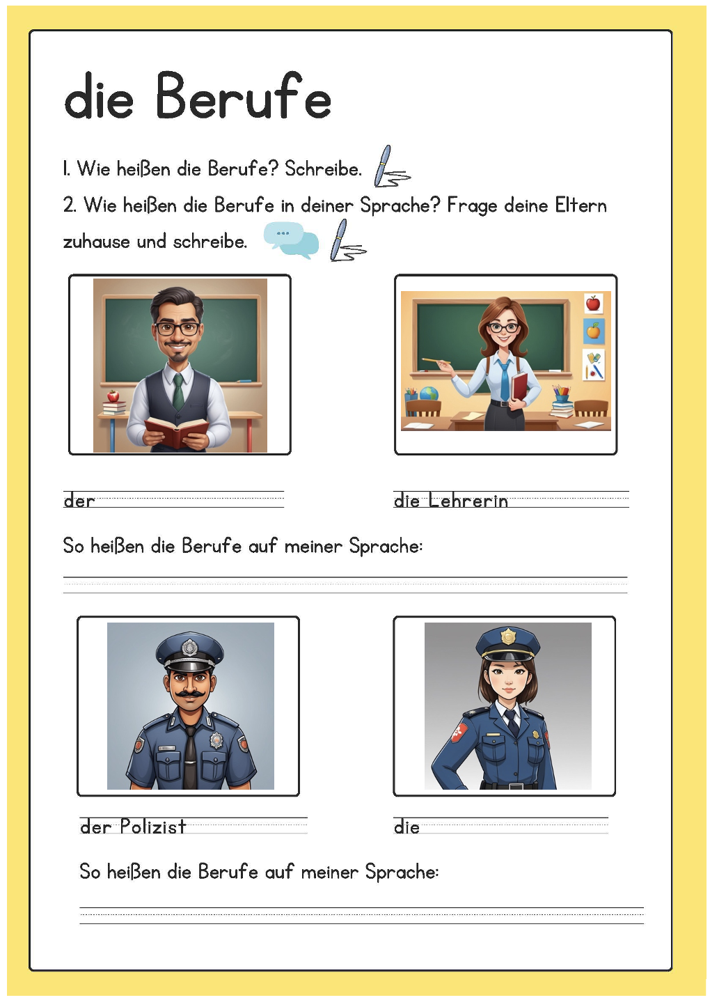 die Berufe
1. Wie heißen die Berufe? Schreibe.
2. Wie heißen die Berufe in deiner Sprache? Frage deine Eltern
zuhause und schreibe.
der
die Lehrerin
So heißen die Berufe auf meiner Sprache:
der Polizist
die
So heißen die Berufe auf meiner Sprache: